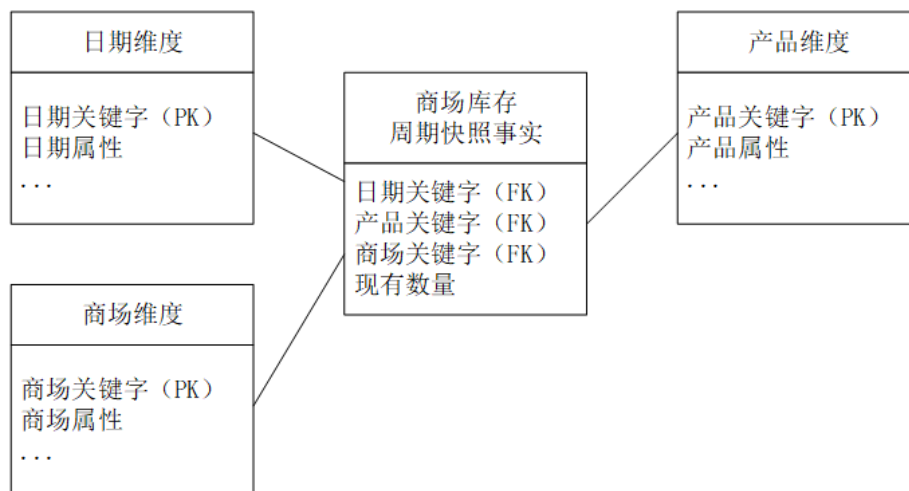 日期维度
日期关键字（PK）
日期属性
...
商场库存
周期快照事实
日期关键字（FK）
产品关键字（FK）
商场关键字（FK）
现有数量
产品维度
产品关键字（PK）
产品属性
...
商场维度
商场关键字（PK）
商场属性
...